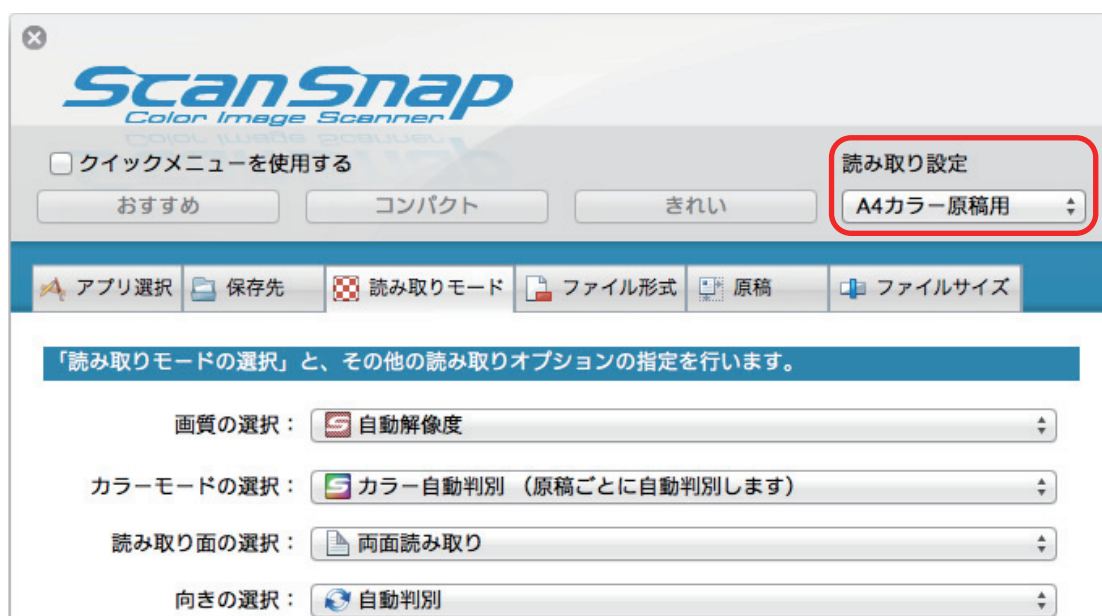 ScanSnap
Color Image Scanner
クイックメニューを使用する
読み取り設定
おすすめ コンパクト きれい A4カラー原稿用
アプリ選択 保存先 読み取りモード ファイル形式 原稿 ファイルサイズ
「読み取りモードの選択」と、その他の読み取りオプションの指定を行います。
画質の選択： 自動解像度
カラーモードの選択： カラー自動判別 （原稿ごとに自動判別します）
読み取り面の選択： 両面読み取り
向きの選択： 自動判別